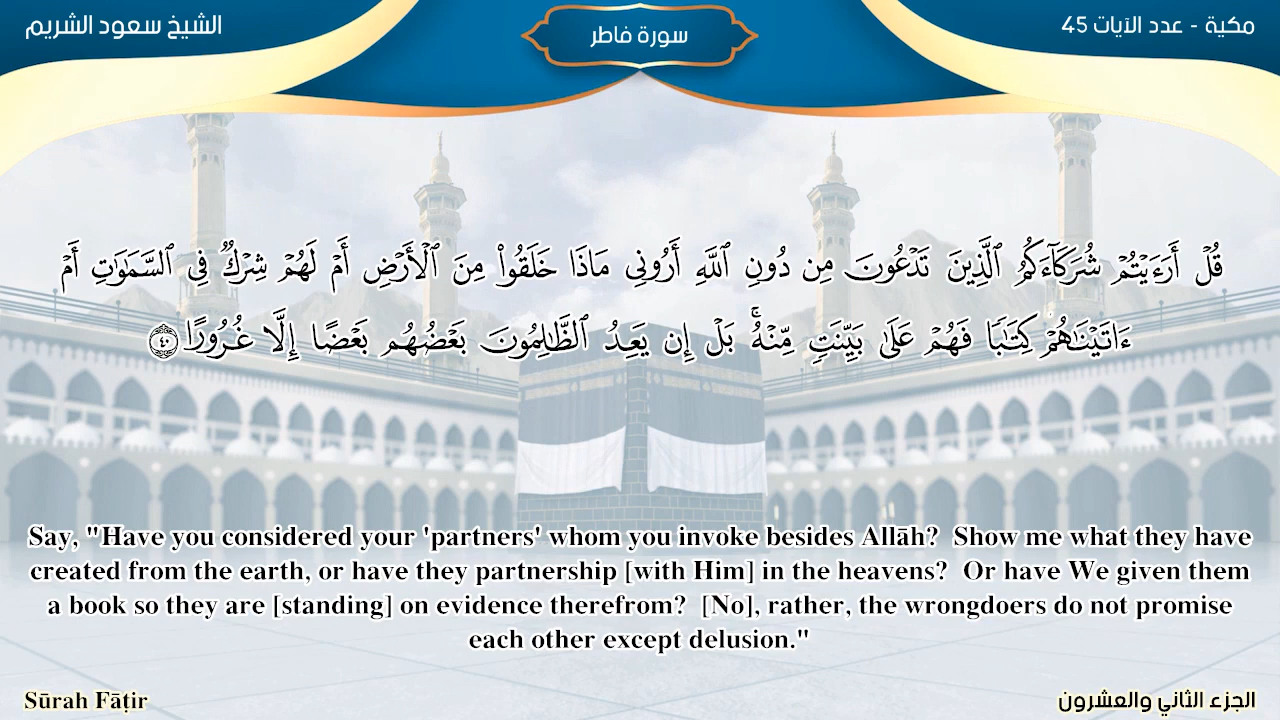 مكية - عدد الآيات 45
سورة فاطر
الشيخ سعود الشريم
قُلۡ أَرَءَيۡتُمۡ شُرَكَآءَكُمُ ٱلَّذِينَ تَدۡعُونَ مِن دُونِ ٱللَّهِ أَرُونِي مَاذَا خَلَقُواْ مِنَ ٱلۡأَرۡضِ أَمۡ لَهُمۡ شِرۡكٞ فِي ٱلسَّمَٰوَٰتِ أَمۡ
ءَاتَيۡنَٰهُمۡ كِتَٰبٗا فَهُمۡ عَلَىٰ بَيِّنَتٖ مِّنۡهُۚ بَلۡ إِن يَعِدُ ٱلظَّٰلِمُونَ بَعۡضُهُم بَعۡضًا إِلَّا غُرُورًا ٤٠
Say, "Have you considered your 'partners' whom you invoke besides Allāh?  Show me what they have
created from the earth, or have they partnership [with Him] in the heavens?  Or have We given them
a book so they are [standing] on evidence therefrom?  [No], rather, the wrongdoers do not promise
each other except delusion."
Sūrah Fāṭir
الجزء الثاني والعشرون